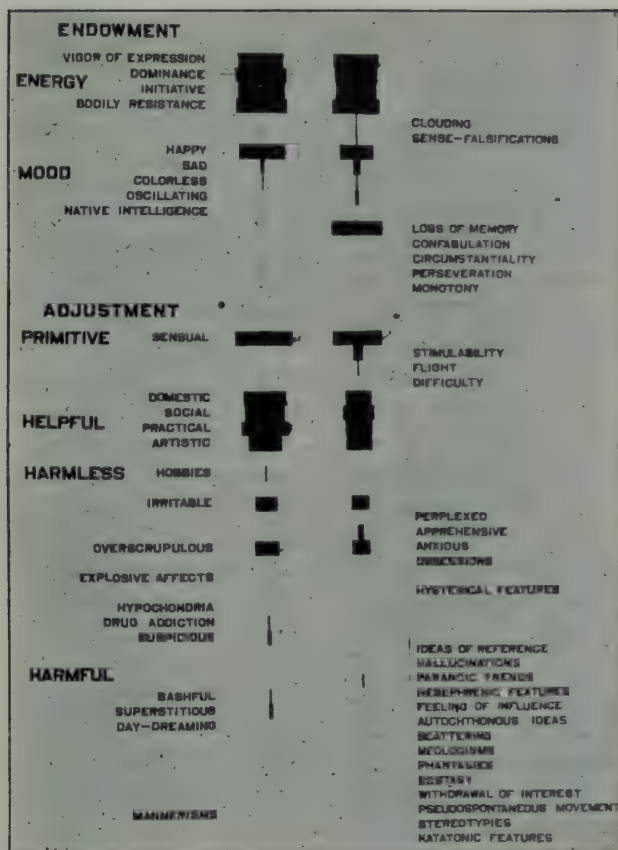 ENDOWMENT
VIGOR OF EXPRESSION
ENERGY
DOMINANCE
INITIATIVE
BODILY RESISTANCE
CLOUDING
SENSE-FALSIFICATIONS
HAPPY
MOOD
SAD
COLORLESS
OSCILLATING
NATIVE INTELLIGENCE
LOSS OF MEMORY
CONFABULATION
CIRCUMSTANTIALITY
PERSEVERATION
MONOTONY
ADJUSTMENT
PRIMITIVE
SENSUAL
STIMULABILITY
FLIGHT
DIFFICULTY
DOMESTIC
SOCIAL
HELPFUL
PRACTICAL
ARTISTIC
HARMLESS
HOBBIES
IRRITABLE
PERPLEXED
APPREHENSIVE
OVERSCRUPULOUS
ANXIOUS
OBSESSIONS
EXPLOSIVE AFFECTS
HYSTERICAL FEATURES
HYPOCHONDRIA
DRUG ADDICTION
SUSPICIOUS
IDEAS OF REFERENCE
HALLUCINATIONS
HARMFUL
PARANOIC TRENDS
BASHFUL
HEBEPHRENIC FEATURES
SUPERSTITIOUS
FEELING OF INFLUENCE
DAY-DREAMING
AUTOCHTHONOUS IDEAS
SCATTERING
NEOLOGISMS
PHANTASIES
ECSTASY
WITHDRAWAL OF INTEREST
MANNERISMS
PSEUDOSPONTANEOUS MOVEMENT
STEREOTYPIES
KATATONIC FEATURES